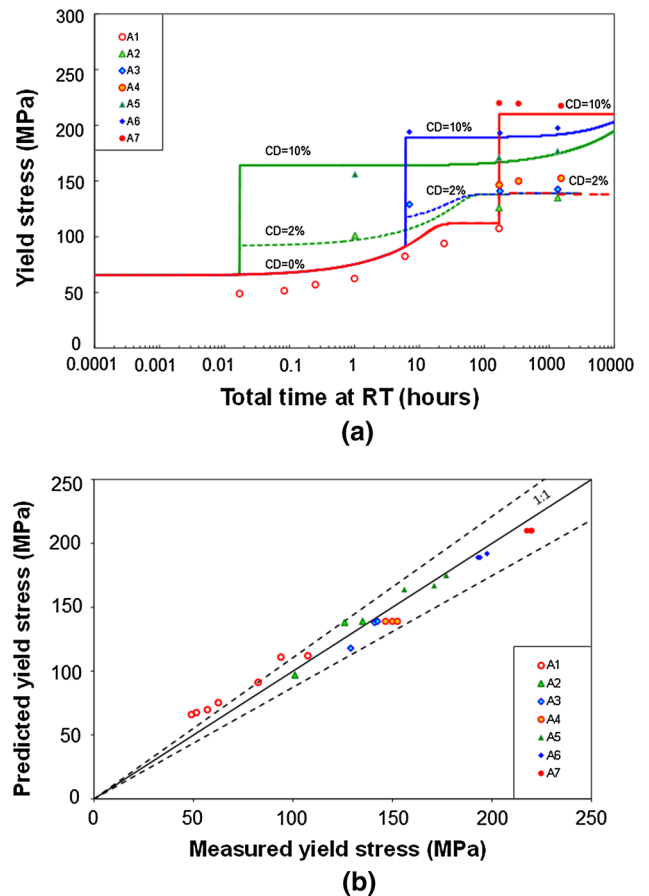 300
250
200
150
100
50
0
Yield stress (MPa)
A1
A2
A3
A4
A5
A6
A7
CD=10%
CD=10%
CD=10%
CD=2%
CD=2%
CD=2%
CD=0%
0.0001 0.001 0.01 0.1 1 10 100 1000 10000
Total time at RT (hours)
(a)
250
200
150
100
50
0
Predicted yield stress (MPa)
1:1
A1
A2
A3
A4
A5
A6
A7
0 50 100 150 200 250
Measured yield stress (MPa)
(b)